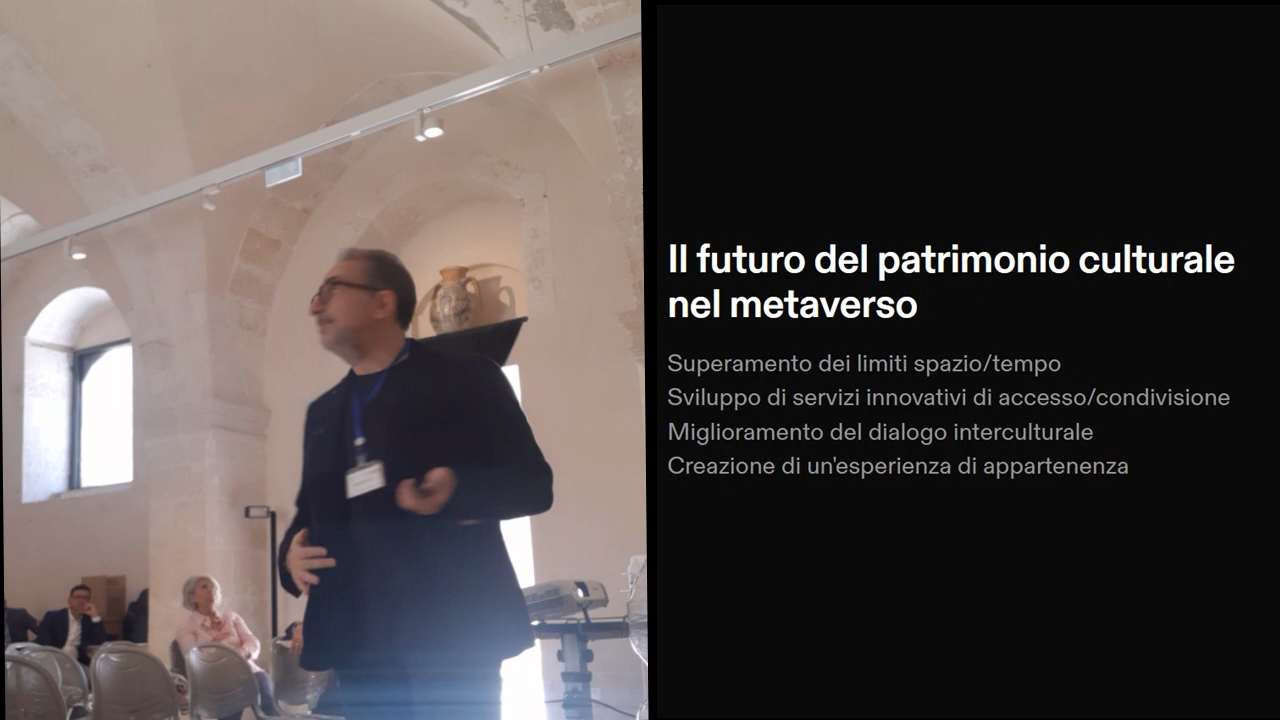 Il futuro del patrimonio culturale
nel metaverso
Superamento dei limiti spazio/tempo
Sviluppo di servizi innovativi di accesso/condivisione
Miglioramento del dialogo interculturale
Creazione di un'esperienza di appartenenza